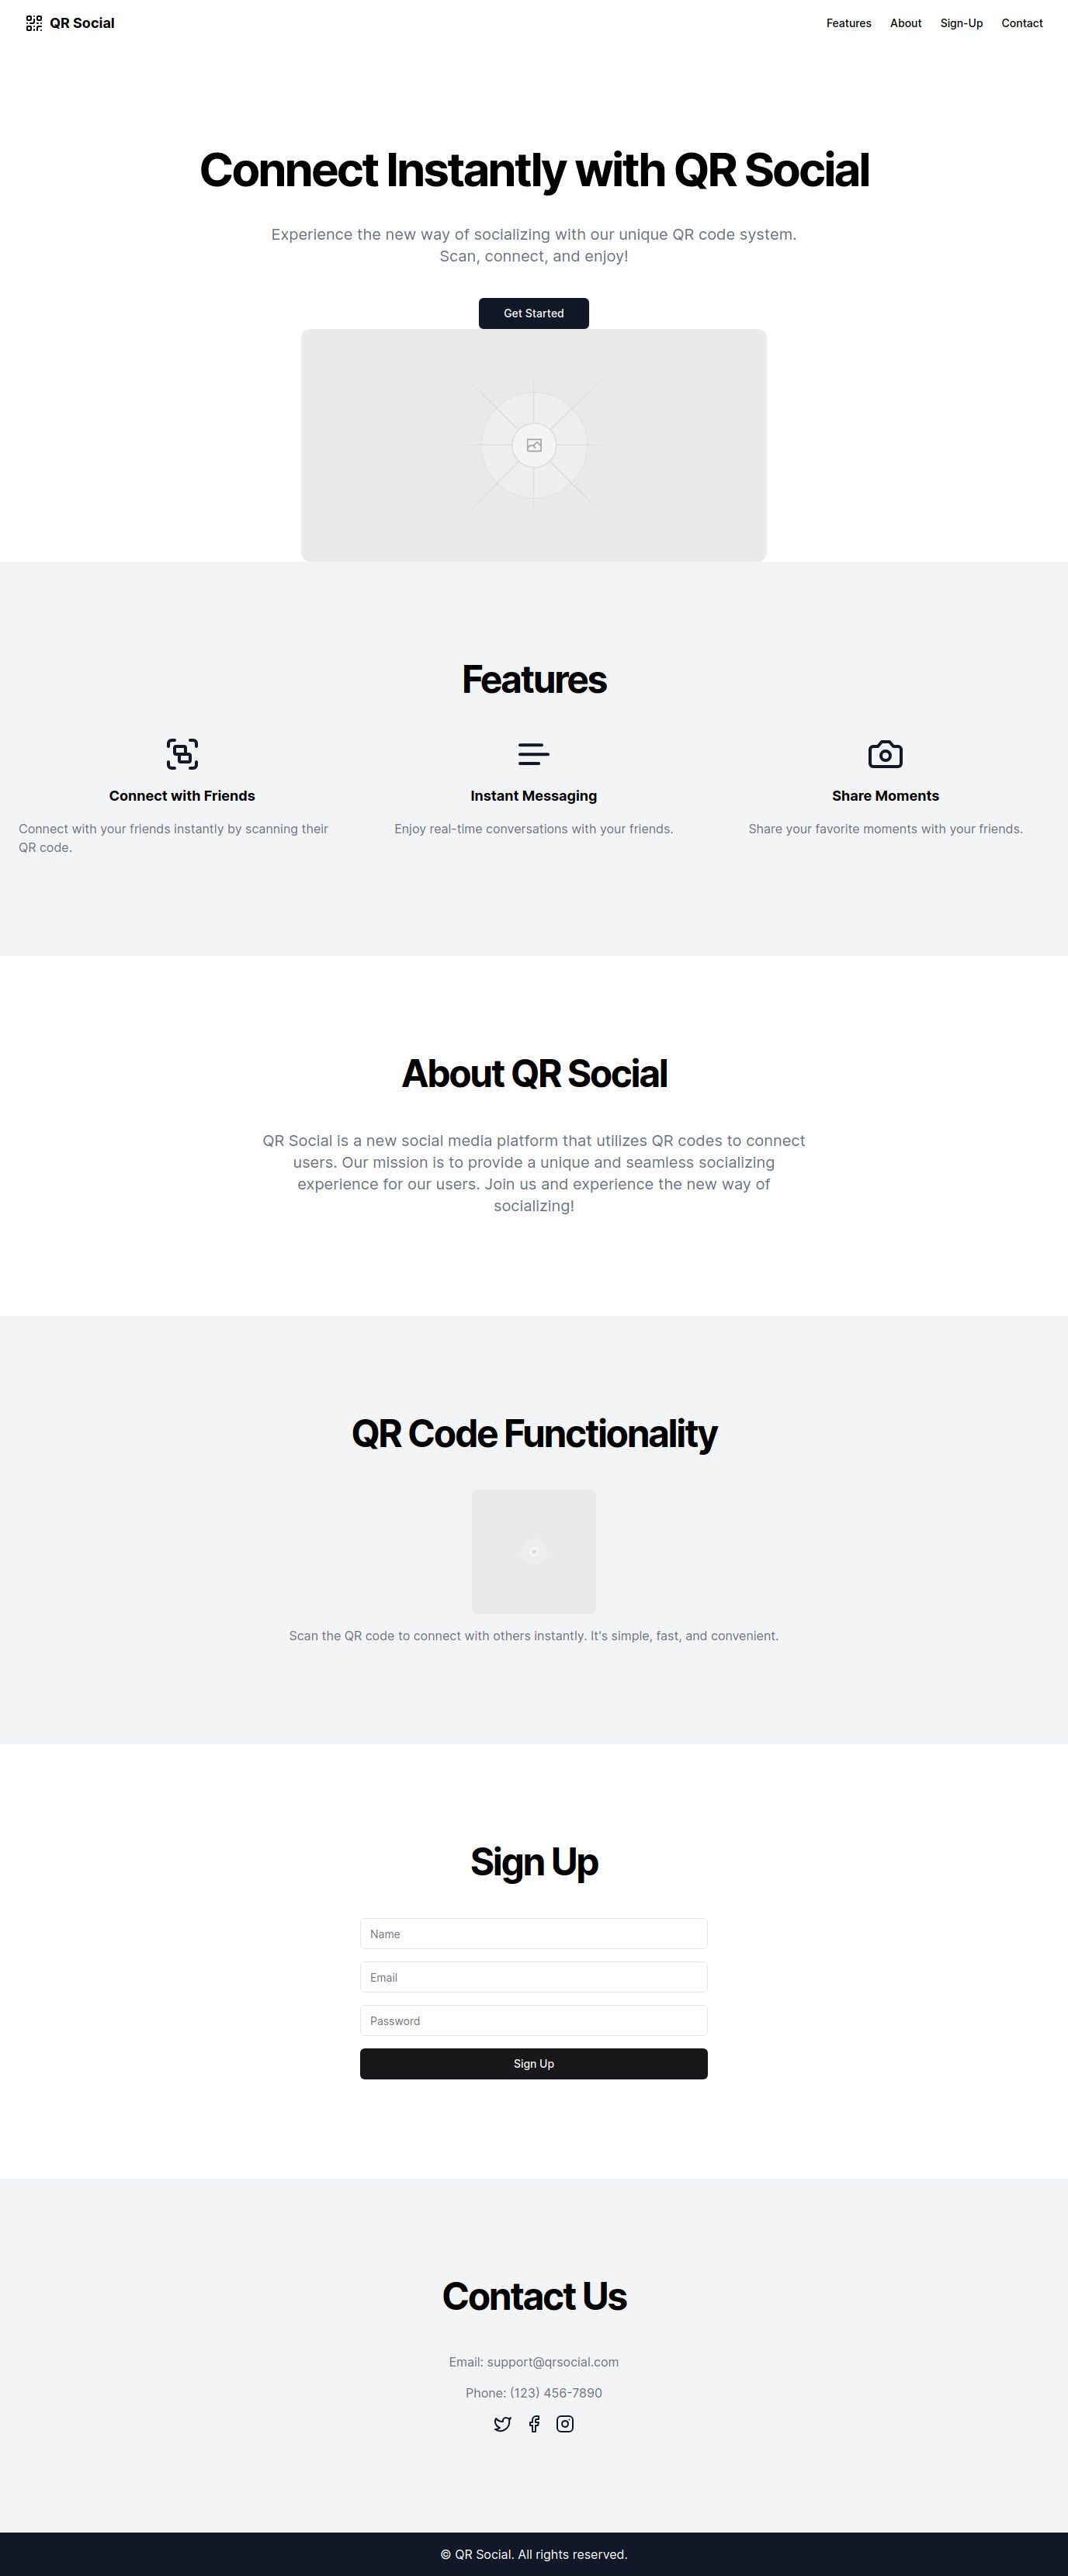 QR Social
Features
About
Sign-Up
Contact
Connect Instantly with QR Social
Experience the new way of socializing with our unique QR code system.
Scan, connect, and enjoy!
Get Started
Features
Connect with Friends
Connect with your friends instantly by scanning their
QR code.
Instant Messaging
Enjoy real-time conversations with your friends.
Share Moments
Share your favorite moments with your friends.
About QR Social
QR Social is a new social media platform that utilizes QR codes to connect
users. Our mission is to provide a unique and seamless socializing
experience for our users. Join us and experience the new way of
socializing!
QR Code Functionality
Scan the QR code to connect with others instantly. It's simple, fast, and convenient.
Sign Up
Name
Email
Password
Sign Up
Contact Us
Email: support@qrsocial.com
Phone: (123) 456-7890
© QR Social. All rights reserved.